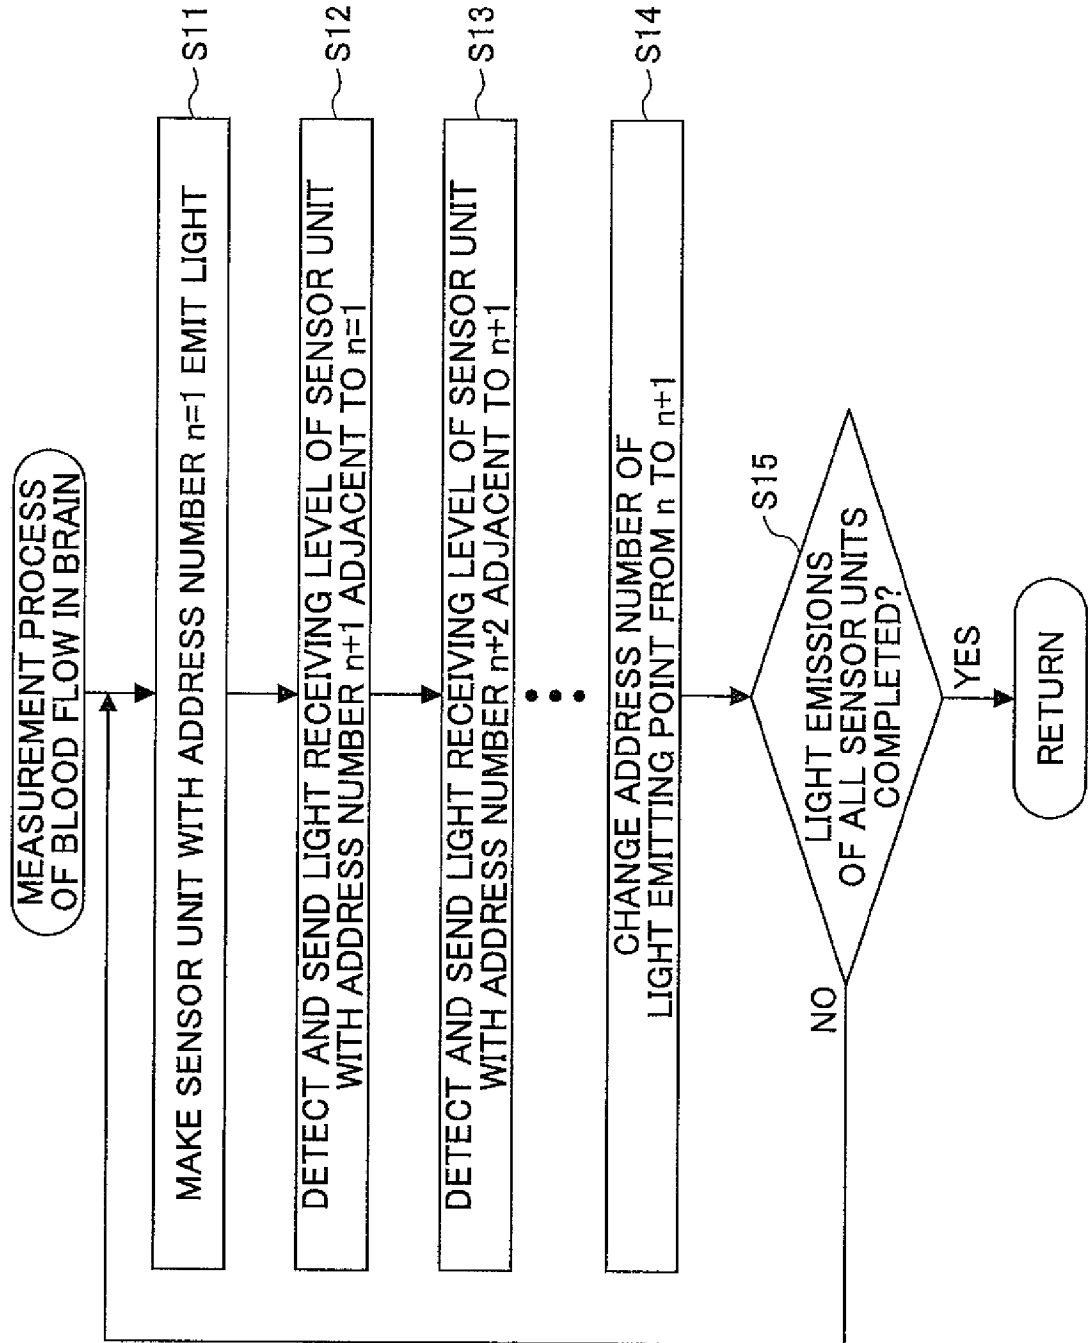 MEASUREMENT PROCESS
OF BLOOD FLOW IN BRAIN
MAKE SENSOR UNIT WITH ADDRESS NUMBER n=1 EMIT LIGHT
S11
DETECT AND SEND LIGHT RECEIVING LEVEL OF SENSOR UNIT
WITH ADDRESS NUMBER n+1 ADJACENT TO n=1
S12
DETECT AND SEND LIGHT RECEIVING LEVEL OF SENSOR UNIT
WITH ADDRESS NUMBER n+2 ADJACENT TO n+1
S13
CHANGE ADDRESS NUMBER OF
LIGHT EMITTING POINT FROM n TO n+1
S14
LIGHT EMISSIONS
OF ALL SENSOR UNITS
COMPLETED?
S15
NO
YES
RETURN